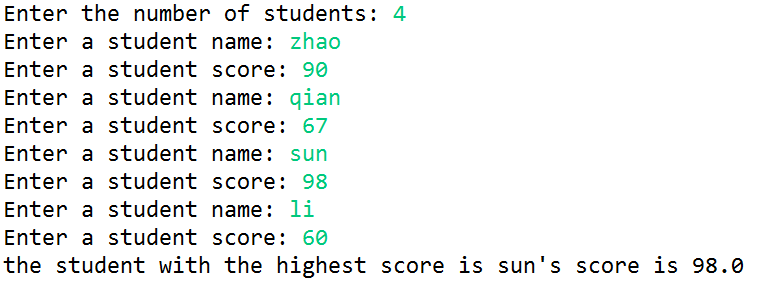 Enter the number of students: 4
Enter a student name: zhao
Enter a student score: 90
Enter a student name: qian
Enter a student score: 67
Enter a student name: sun
Enter a student score: 98
Enter a student name: li
Enter a student score: 60
the student with the highest score is sun's score is 98.0